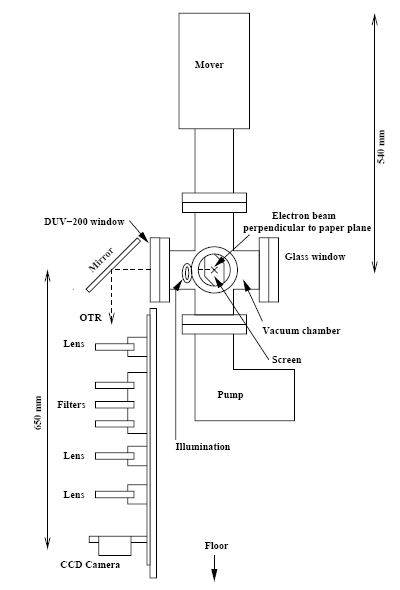 Mover
540 mm
Electron beam
perpendicular to paper plane
DUV−200 window
Mirror
Glass window
OTR
Vacuum chamber
Lens
Screen
650 mm
Filters
Pump
Illumination
Lens
Lens
Floor
CCD Camera